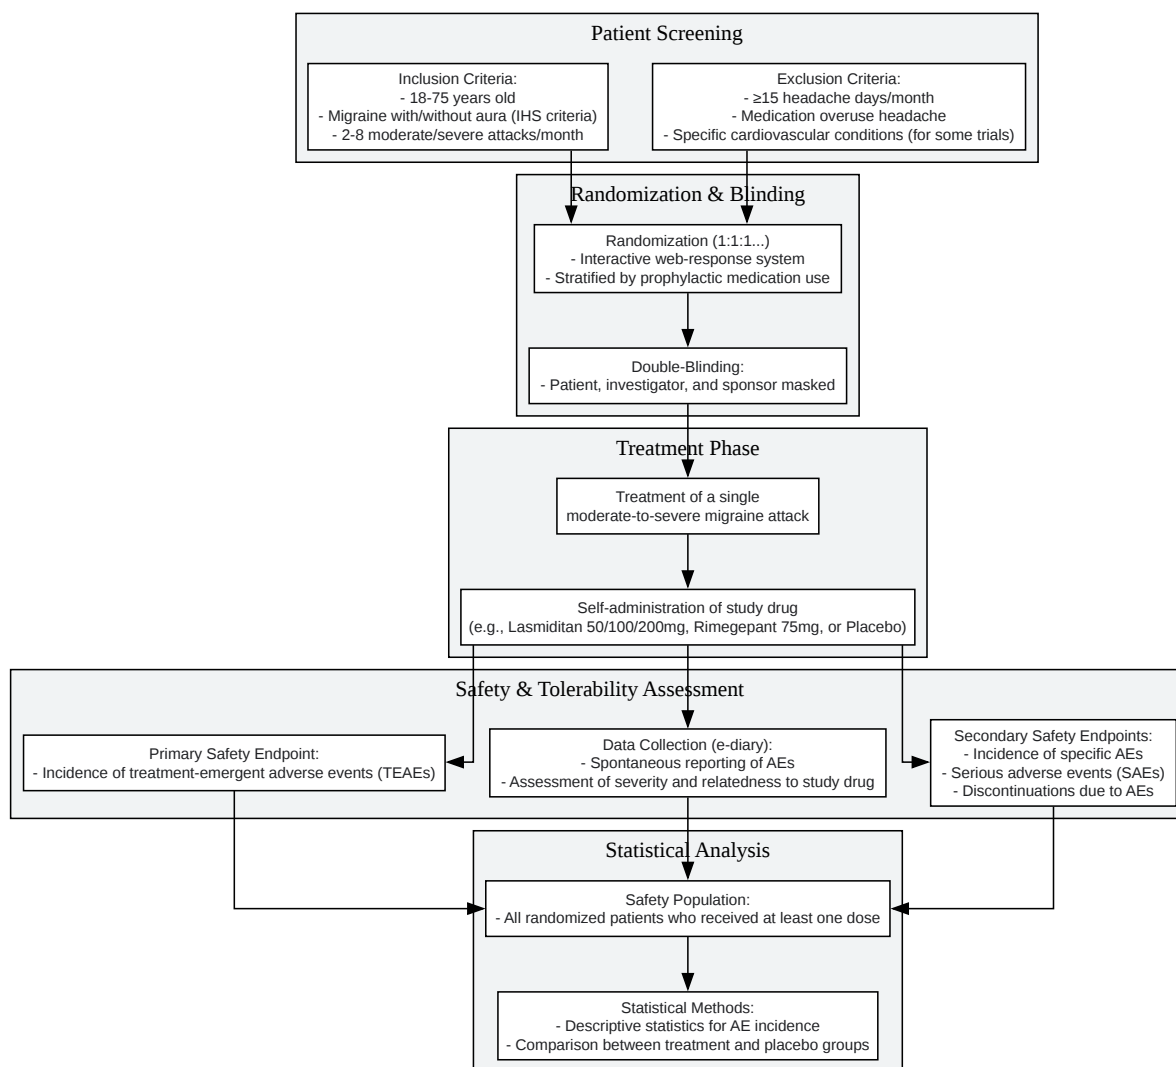 Patient Screening
Inclusion Criteria:
- 18-75 years old
- Migraine with/without aura (IHS criteria)
- 2-8 moderate/severe attacks/month
Exclusion Criteria:
- ≥15 headache days/month
- Medication overuse headache
- Specific cardiovascular conditions (for some trials)
Randomization & Blinding
Randomization (1:1:1...)
- Interactive web-response system
- Stratified by prophylactic medication use
Double-Blinding:
- Patient, investigator, and sponsor masked
Treatment Phase
Treatment of a single
moderate-to-severe migraine attack
Self-administration of study drug
(e.g., Lasmiditan 50/100/200mg, Rimegepant 75mg, or Placebo)
Safety & Tolerability Assessment
Primary Safety Endpoint:
- Incidence of treatment-emergent adverse events (TEAEs)
Data Collection (e-diary):
- Spontaneous reporting of AEs
- Assessment of severity and relatedness to study drug
Secondary Safety Endpoints:
- Incidence of specific AEs
- Serious adverse events (SAEs)
- Discontinuations due to AEs
Statistical Analysis
Safety Population:
- All randomized patients who received at least one dose
Statistical Methods:
- Descriptive statistics for AE incidence
- Comparison between treatment and placebo groups